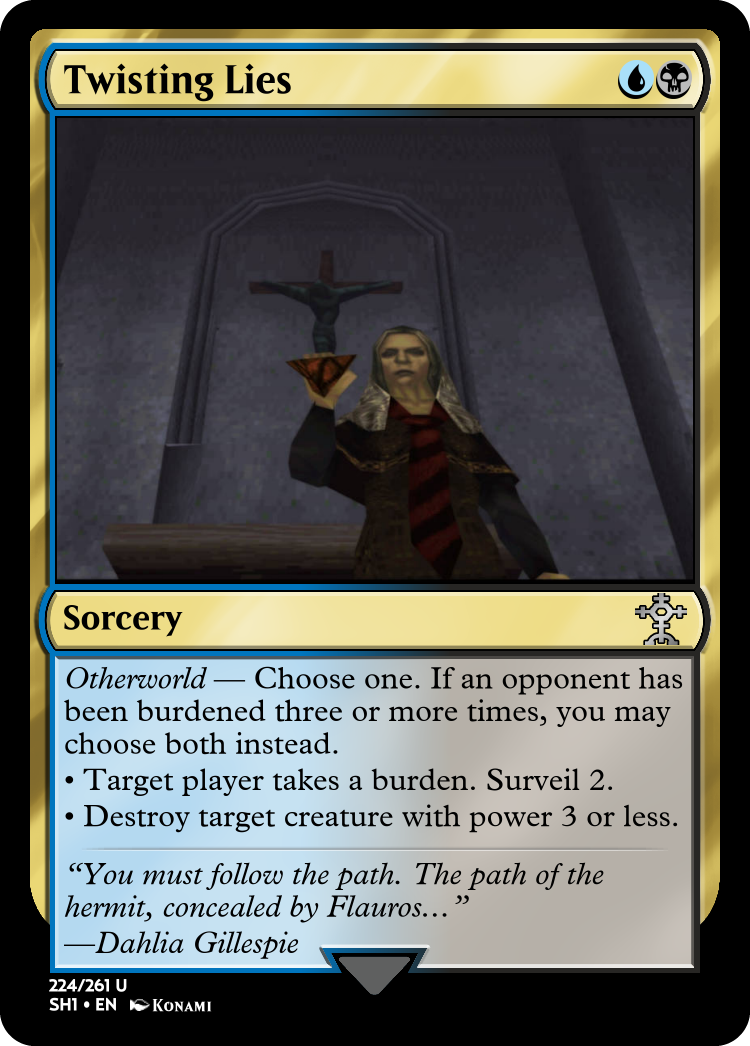 Twisting Lies
Sorcery
Otherworld — Choose one. If an opponent has
been burdened three or more times, you may
choose both instead.
• Target player takes a burden. Surveil 2.
• Destroy target creature with power 3 or less.
“You must follow the path. The path of the
hermit, concealed by Flauros…”
—Dahlia Gillespie
224/261 U
SH1 • EN KONAMI